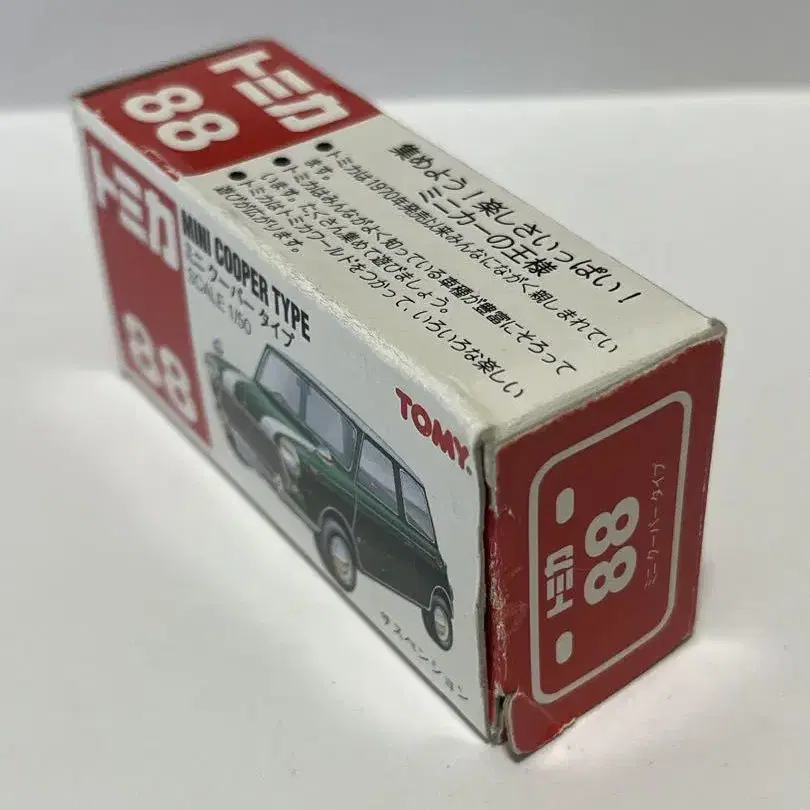 トミカ
88
集めよう！楽しさいっぱい！
ミニカーの王様
●トミカは1970年発売以来みんなにながく親しまれてい
ます。
●トミカはみんながよく知っている車種が豊富にそろって
います。たくさん集めて遊びましょう。
●トミカはトミカワールドをつかって、いろいろな楽しい
遊びが広がります。
トミカ
88
MINI COOPER TYPE
ミニ クーパー タイプ
SCALE 1/50
TOMY
サスペンション
トミカ
88
ミニ クーパー タイプ